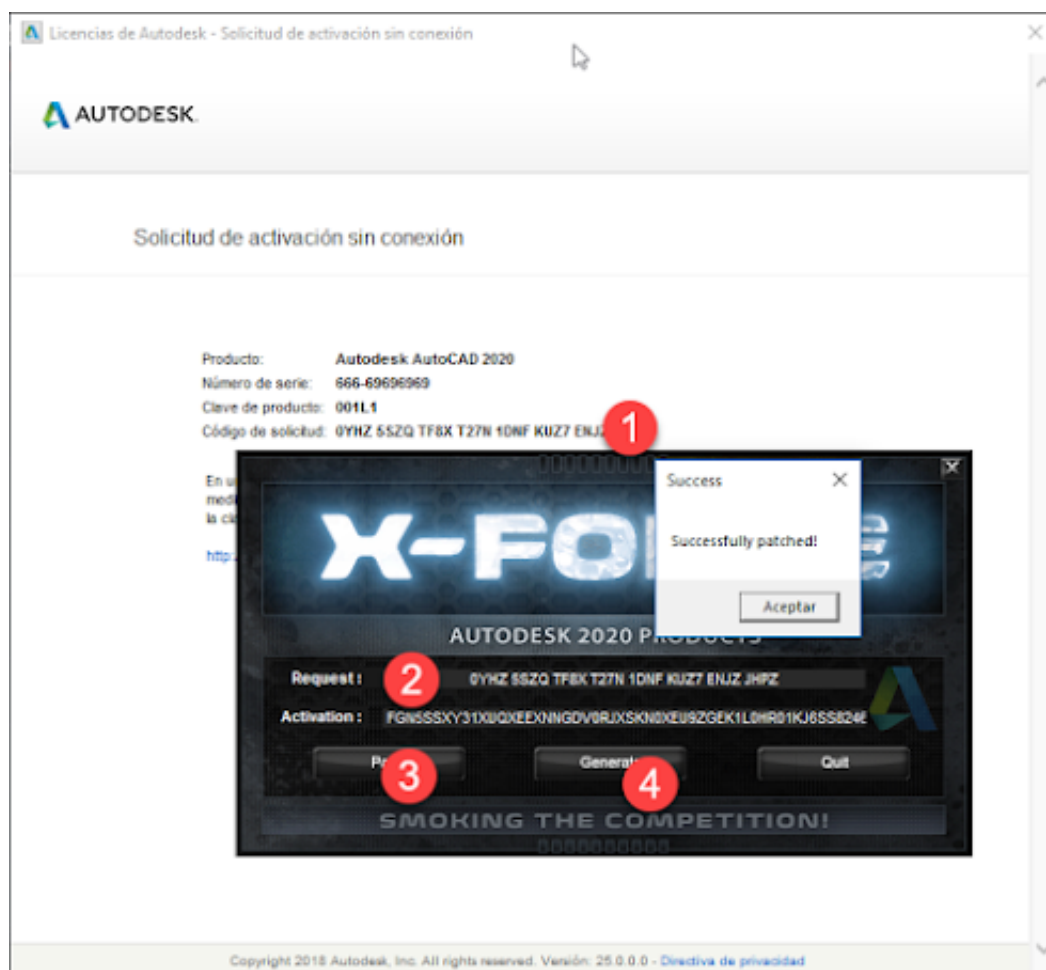 Licencias de Autodesk - Solicitud de activación sin conexión
AUTODESK.
Solicitud de activación sin conexión
Producto: Autodesk AutoCAD 2020
Número de serie: 666-69696969
Clave de producto: 001L1
Código de solicitud: 0YHZ 5SZQ TF8X T27N 1DNF KUZ7
1
En
la
http:
Success
Successfully patched!
Aceptar
AUTODESK 2020
Request :
2
0YHZ 5SZQ TF8X T27N 1DNF KUZ7 ENJZ JHPZ
Activation :
3
4
Quit
SMOKING THE COMPETITION!
Copyright 2018 Autodesk, Inc. All rights reserved. Versión: 25.0.0.0 - Directiva de privacidad